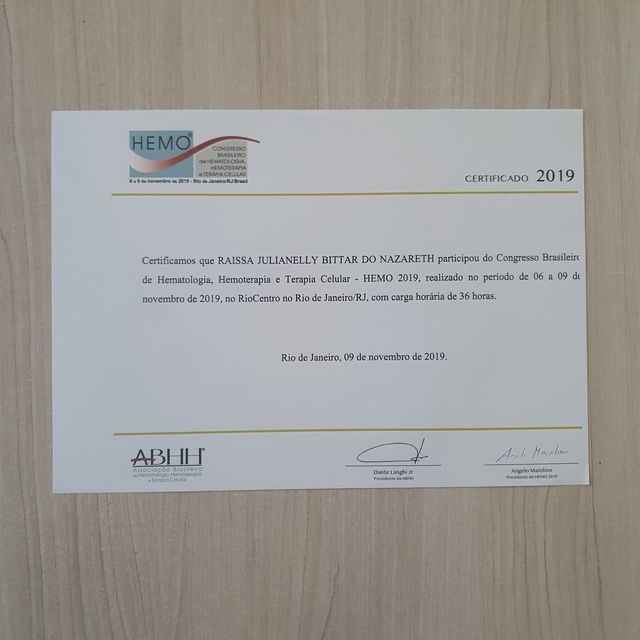 HEMO
CONGRESSO
BRASILEIRO
de HEMATOLOGIA,
HEMOTERAPIA
e TERAPIA CELULAR
6 a 9 de novembro de 2019 - Rio de Janeiro/RJ/Brasil
CERTIFICADO 2019
Certificamos que RAISSA JULIANELLY BITTAR DO NAZARETH participou do Congresso Brasileiro
de Hematologia, Hemoterapia e Terapia Celular - HEMO 2019, realizado no período de 06 a 09 de
novembro de 2019, no RioCentro no Rio de Janeiro/RJ, com carga horária de 36 horas.
Rio de Janeiro, 09 de novembro de 2019.
ABHH
Associação Brasileira
de Hematologia, Hemoterapia
e Terapia Celular
Dante Langhi Jr.
Presidente da ABHH
Angelo Maiolino
Angelo Maiolino
Presidente do HEMO 2019